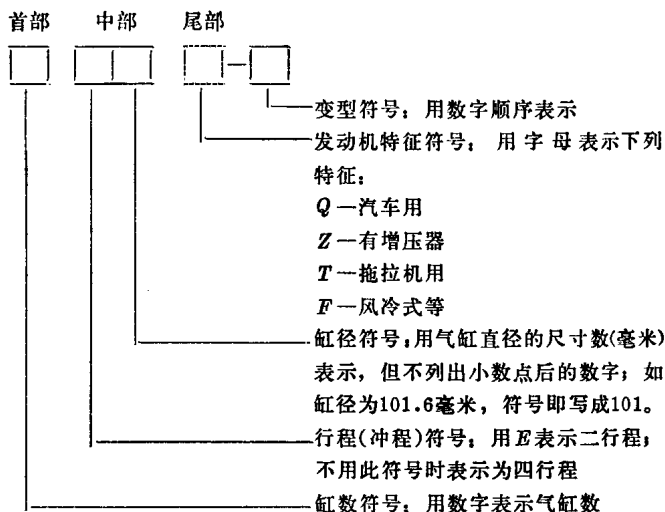 首部 中部 尾部
变型符号：用数字顺序表示
发动机特征符号：用字母表示下列
特征：
Q—汽车用
Z—有增压器
T—拖拉机用
F—风冷式等
缸径符号：用气缸直径的尺寸数(毫米)
表示，但不列出小数点后的数字；如
缸径为101.6毫米，符号即写成101。
行程(冲程)符号：用E表示二行程；
不用此符号时表示为四行程
缸数符号：用数字表示气缸数